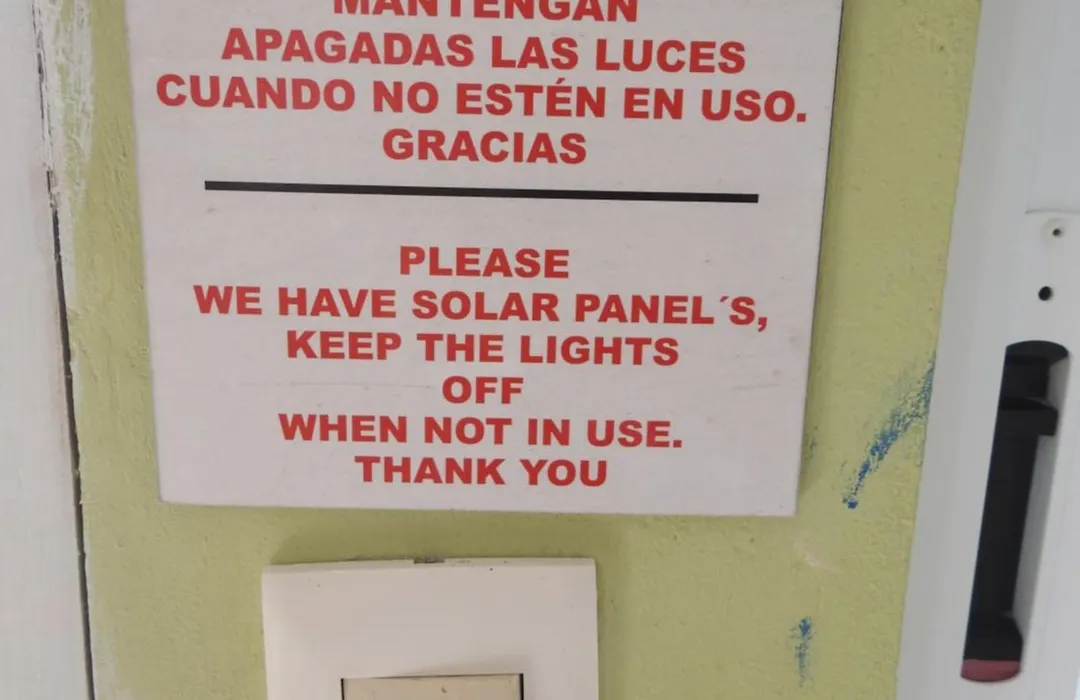 MANTENGAN
APAGADAS LAS LUCES
CUANDO NO ESTÉN EN USO.
GRACIAS
PLEASE
WE HAVE SOLAR PANEL´S,
KEEP THE LIGHTS
OFF
WHEN NOT IN USE.
THANK YOU